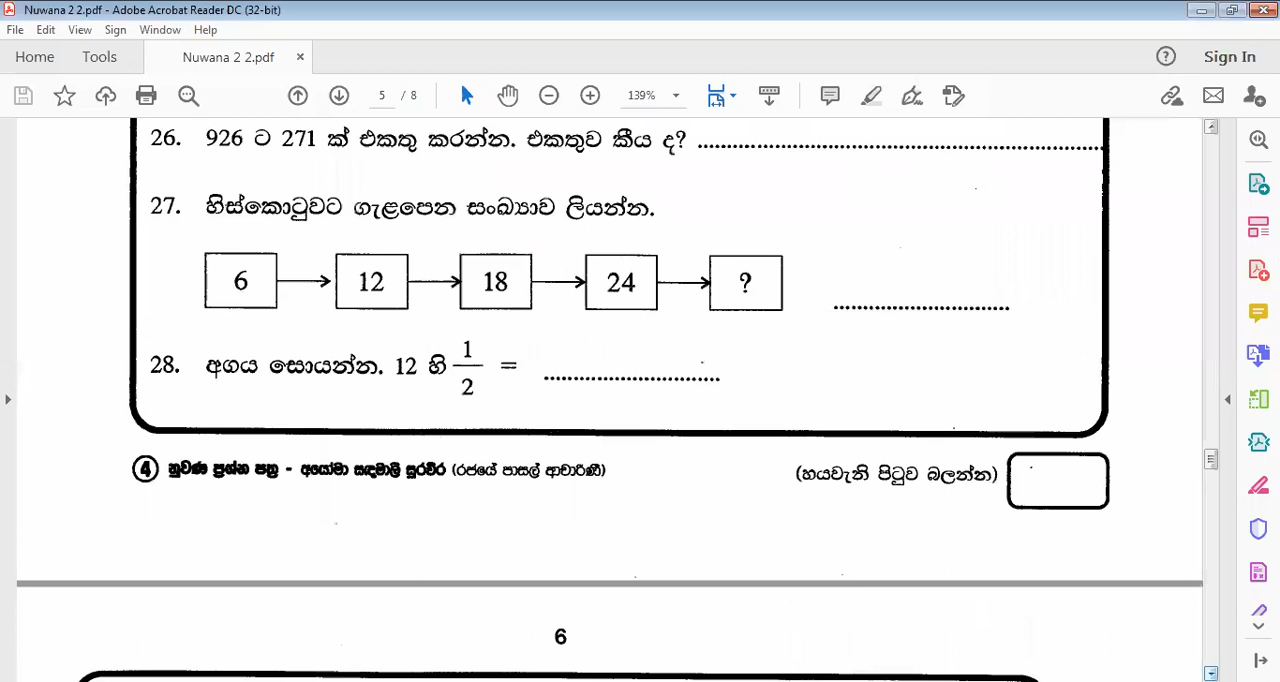 Nuwana 2 2.pdf - Adobe Acrobat Reader DC (32-bit)
File Edit View Sign Window Help
Home Tools Nuwana 2 2.pdf × Sign In
5 / 8 139%
26. 926 ට 271 ක් එකතු කරන්න. එකතුව කීය ද? ........................................
27. හිස්කොටුවට ගැළපෙන සංඛ්‍යාව ලියන්න.
6 → 12 → 18 → 24 → ? ........................
28. අගය සොයන්න. 12 හි 1/2 = ........................
4 නුවණ ප්‍රශ්න පත්‍ර - අයෝමා සඳමාලි සූරවීර (රජයේ පාසල් ආචාරිණී) (හයවැනි පිටුව බලන්න)
6